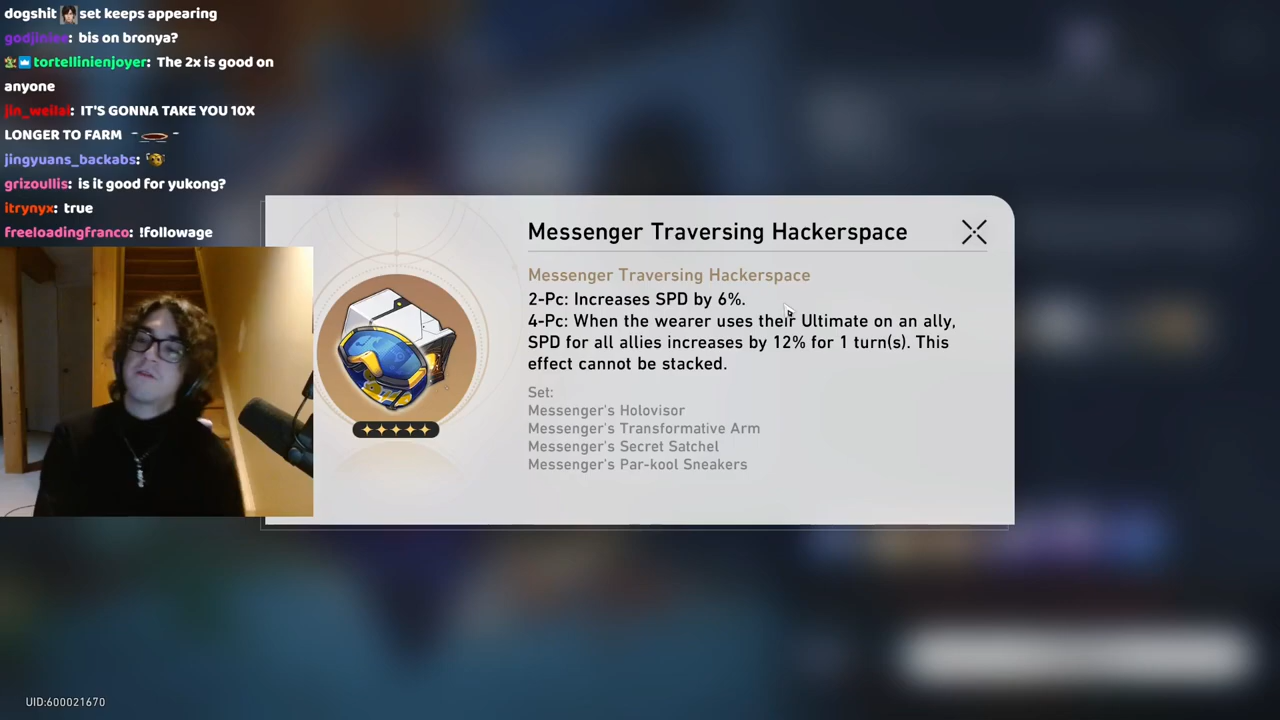 dogshit set keeps appearing
godjinlee: bis on bronya?
tortellinienjoyer: The 2x is good on
anyone
jin_weilai: IT'S GONNA TAKE YOU 10X
LONGER TO FARM
jingyuans_backabs:
grizoullis: is it good for yukong?
itrynyx: true
freeloadingfranco: !followage
Messenger Traversing Hackerspace
Messenger Traversing Hackerspace
2-Pc: Increases SPD by 6%.
4-Pc: When the wearer uses their Ultimate on an ally,
SPD for all allies increases by 12% for 1 turn(s). This
effect cannot be stacked.
Set:
Messenger's Holovisor
Messenger's Transformative Arm
Messenger's Secret Satchel
Messenger's Par-kool Sneakers
UID:600021670